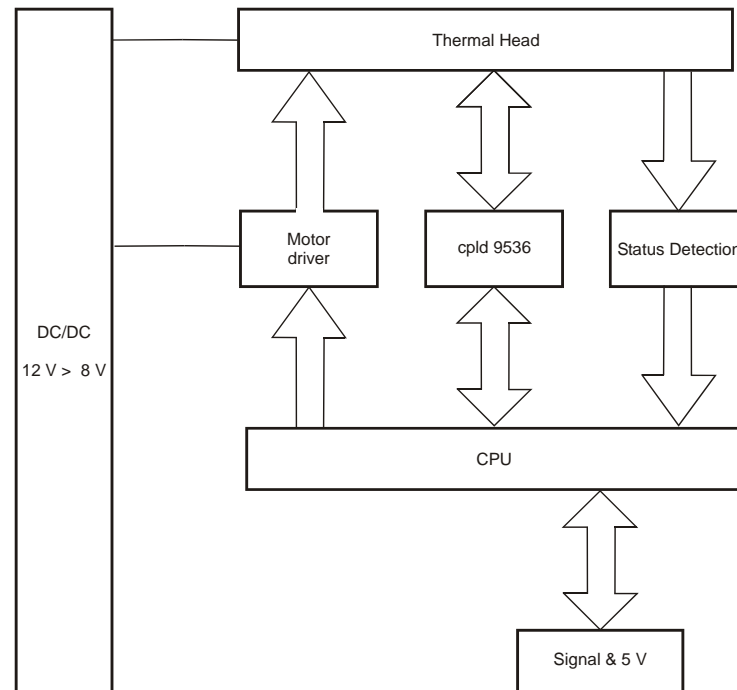 Thermal Head
Motor
driver
cpld 9536
Status Detection
DC/DC
12 V > 8 V
CPU
Signal & 5 V